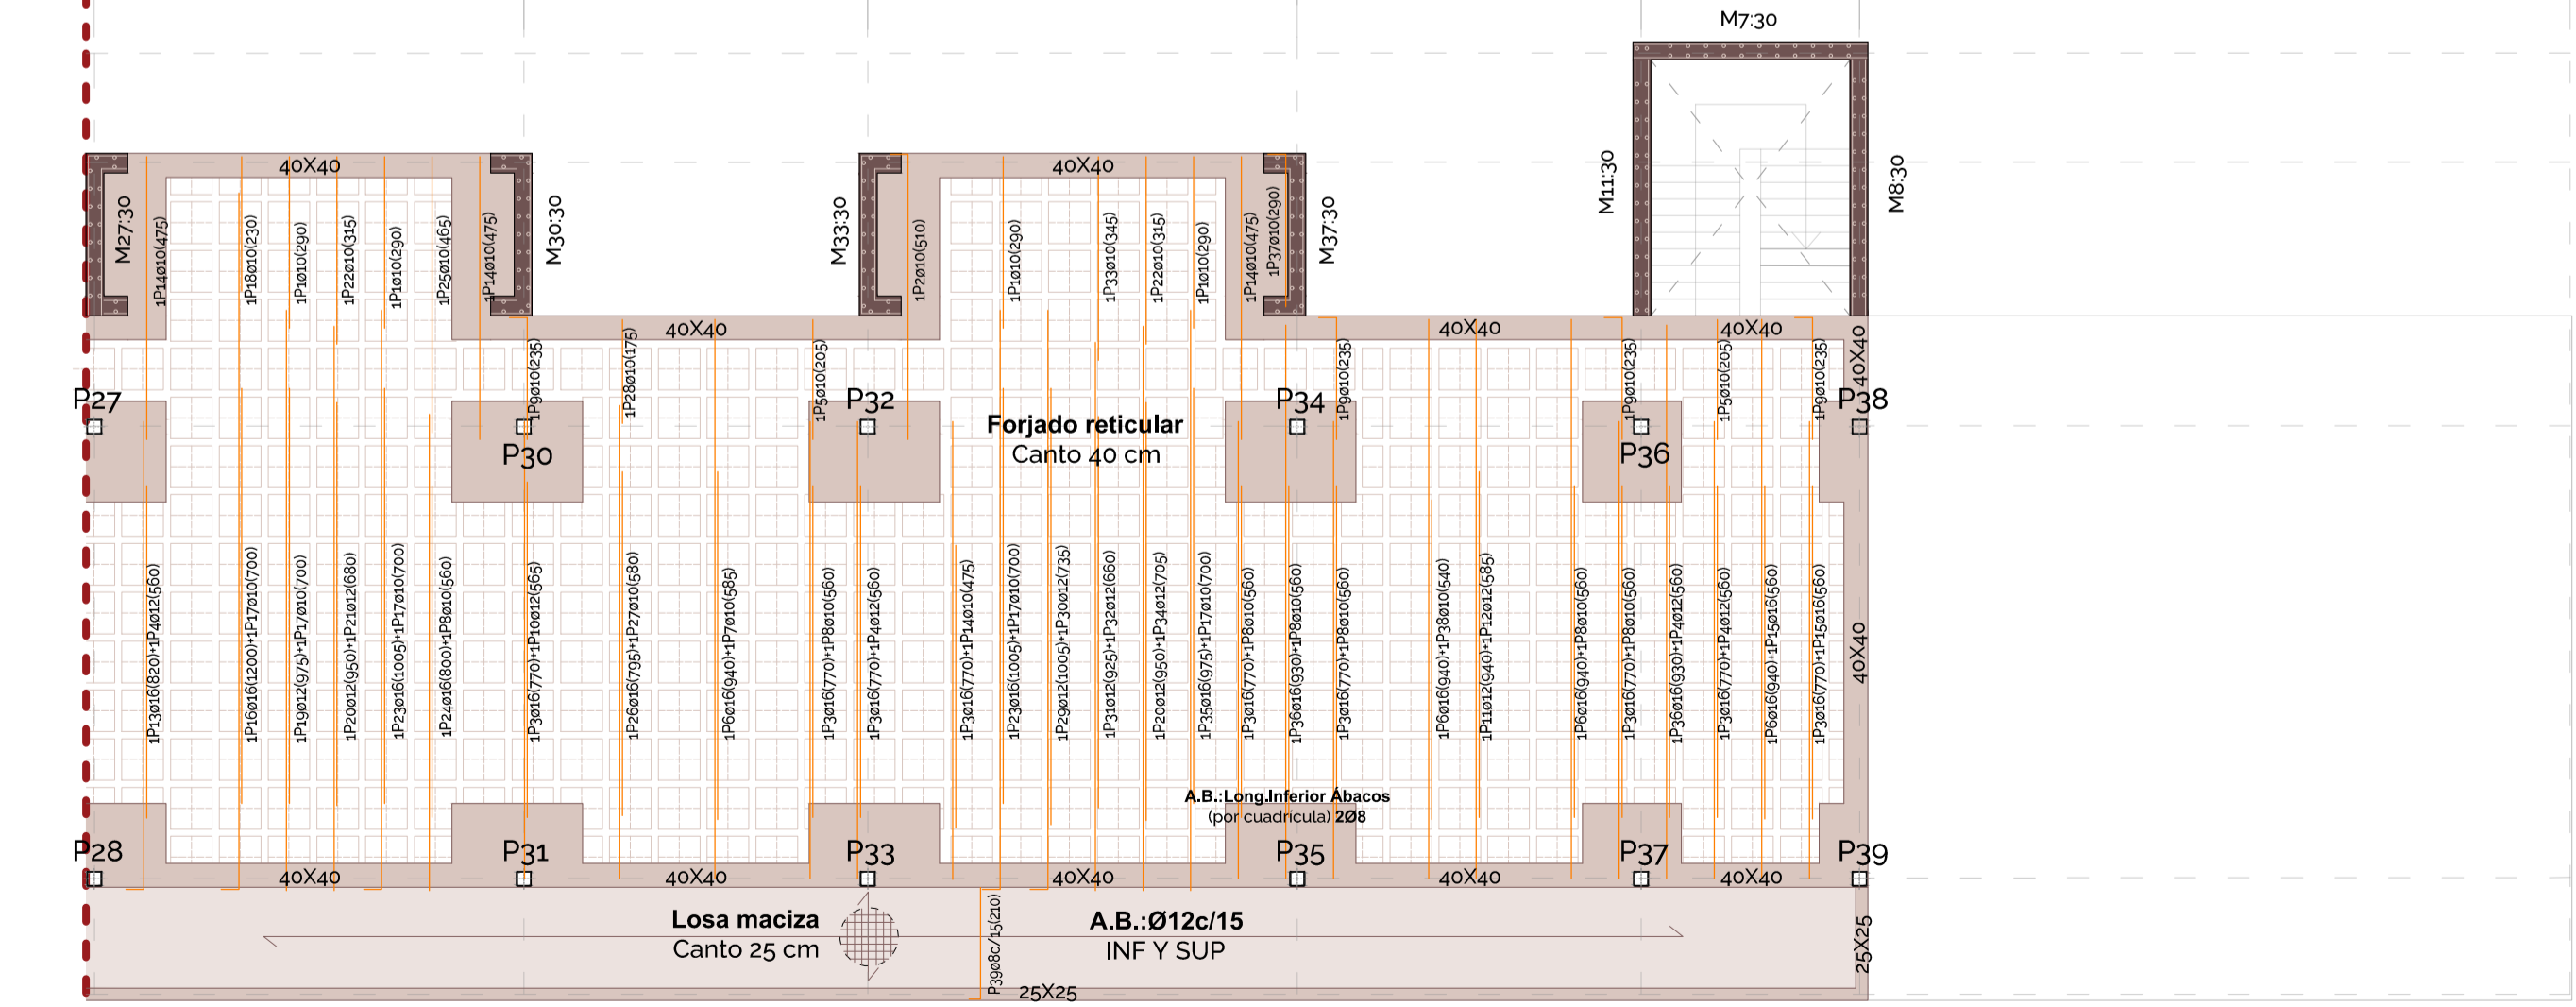 M7:30
40X40
40X40
M27:30
M30:30
M33:30
M37:30
M11:30
M8:30
1P14ø10(475)
1P18ø10(230)
1P1ø10(290)
1P22ø10(315)
1P1ø10(290)
1P25ø10(465)
1P14ø10(475)
1P2ø10(510)
1P1ø10(290)
1P33ø10(345)
1P22ø10(315)
1P1ø10(290)
1P14ø10(475)
1P37ø10(290)
40X40
40X40
40X40
40X40
1P9ø10(235)
1P28ø10(175)
1P5ø10(205)
1P9ø10(235)
1P9ø10(235)
1P5ø10(205)
1P9ø10(235)
P27
P30
P32
Forjado reticular
Canto 40 cm
P34
P36
P38
1P13ø16(820)+1P4ø12(560)
1P16ø16(1200)+1P17ø10(700)
1P19ø12(975)+1P17ø10(700)
1P20ø12(950)+1P21ø12(680)
1P23ø16(1005)+1P17ø10(700)
1P24ø16(800)+1P8ø10(560)
1P3ø16(770)+1P10ø12(565)
1P26ø16(795)+1P27ø10(580)
1P6ø16(940)+1P7ø10(585)
1P3ø16(770)+1P8ø10(560)
1P3ø16(770)+1P4ø12(560)
1P3ø16(770)+1P14ø10(475)
1P23ø16(1005)+1P17ø10(700)
1P29ø12(1005)+1P30ø12(735)
1P31ø12(925)+1P32ø12(660)
1P20ø12(950)+1P34ø12(705)
1P35ø16(975)+1P17ø10(700)
1P3ø16(770)+1P8ø10(560)
1P36ø16(930)+1P8ø10(560)
1P3ø16(770)+1P8ø10(560)
1P6ø16(940)+1P38ø10(540)
1P11ø12(940)+1P12ø12(585)
1P6ø16(940)+1P8ø10(560)
1P3ø16(770)+1P8ø10(560)
1P36ø16(930)+1P4ø12(560)
1P3ø16(770)+1P4ø12(560)
1P6ø16(940)+1P15ø16(560)
1P3ø16(770)+1P15ø16(560)
40X40
A.B.:Long.Inferior Ábacos
(por cuadrícula) 2Ø8
P28
P31
P33
P35
P37
P39
40X40
40X40
40X40
40X40
40X40
Losa maciza
Canto 25 cm
P39ø8c/15(210)
A.B.:Ø12c/15
INF Y SUP
25X25
25X25